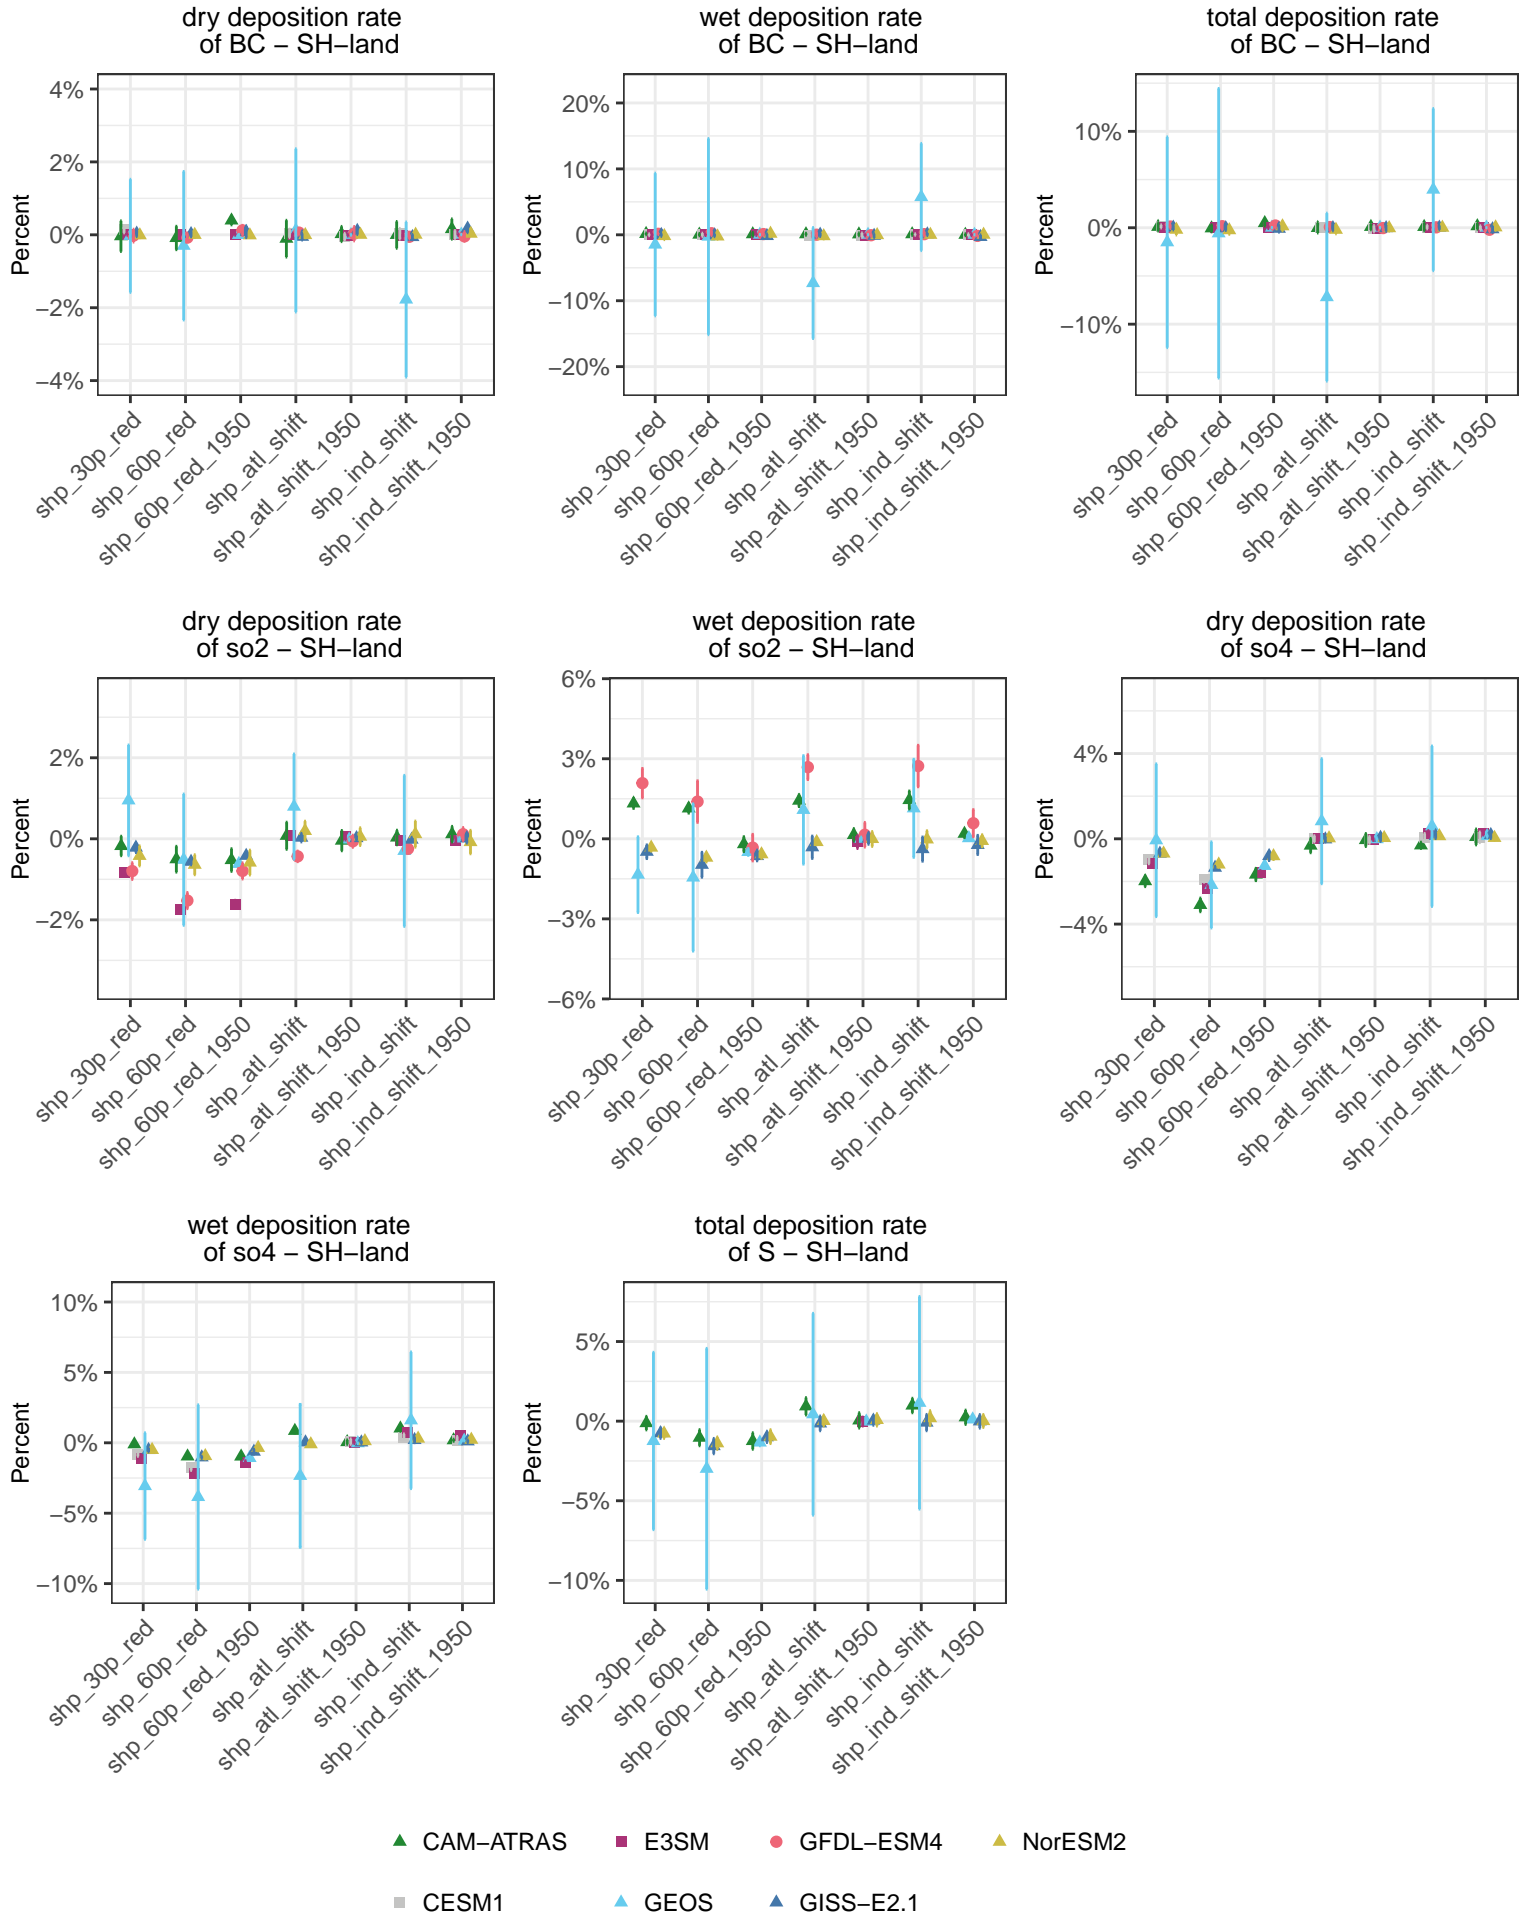 dry deposition rate
of BC − SH−land
wet deposition rate
of BC − SH−land
total deposition rate
of BC − SH−land
Percent
4%
2%
0%
−2%
−4%
shp_30p_red
shp_60p_red
shp_60p_red_1950
shp_atl_shift
shp_atl_shift_1950
shp_ind_shift
shp_ind_shift_1950
Percent
20%
10%
0%
−10%
−20%
shp_30p_red
shp_60p_red
shp_60p_red_1950
shp_atl_shift
shp_atl_shift_1950
shp_ind_shift
shp_ind_shift_1950
Percent
10%
0%
−10%
shp_30p_red
shp_60p_red
shp_60p_red_1950
shp_atl_shift
shp_atl_shift_1950
shp_ind_shift
shp_ind_shift_1950
dry deposition rate
of so2 − SH−land
wet deposition rate
of so2 − SH−land
dry deposition rate
of so4 − SH−land
Percent
2%
0%
−2%
shp_30p_red
shp_60p_red
shp_60p_red_1950
shp_atl_shift
shp_atl_shift_1950
shp_ind_shift
shp_ind_shift_1950
Percent
6%
3%
0%
−3%
−6%
shp_30p_red
shp_60p_red
shp_60p_red_1950
shp_atl_shift
shp_atl_shift_1950
shp_ind_shift
shp_ind_shift_1950
Percent
4%
0%
−4%
shp_30p_red
shp_60p_red
shp_60p_red_1950
shp_atl_shift
shp_atl_shift_1950
shp_ind_shift
shp_ind_shift_1950
wet deposition rate
of so4 − SH−land
total deposition rate
of S − SH−land
Percent
10%
5%
0%
−5%
−10%
shp_30p_red
shp_60p_red
shp_60p_red_1950
shp_atl_shift
shp_atl_shift_1950
shp_ind_shift
shp_ind_shift_1950
Percent
5%
0%
−5%
−10%
shp_30p_red
shp_60p_red
shp_60p_red_1950
shp_atl_shift
shp_atl_shift_1950
shp_ind_shift
shp_ind_shift_1950
CAM−ATRAS
E3SM
GFDL−ESM4
NorESM2
CESM1
GEOS
GISS−E2.1